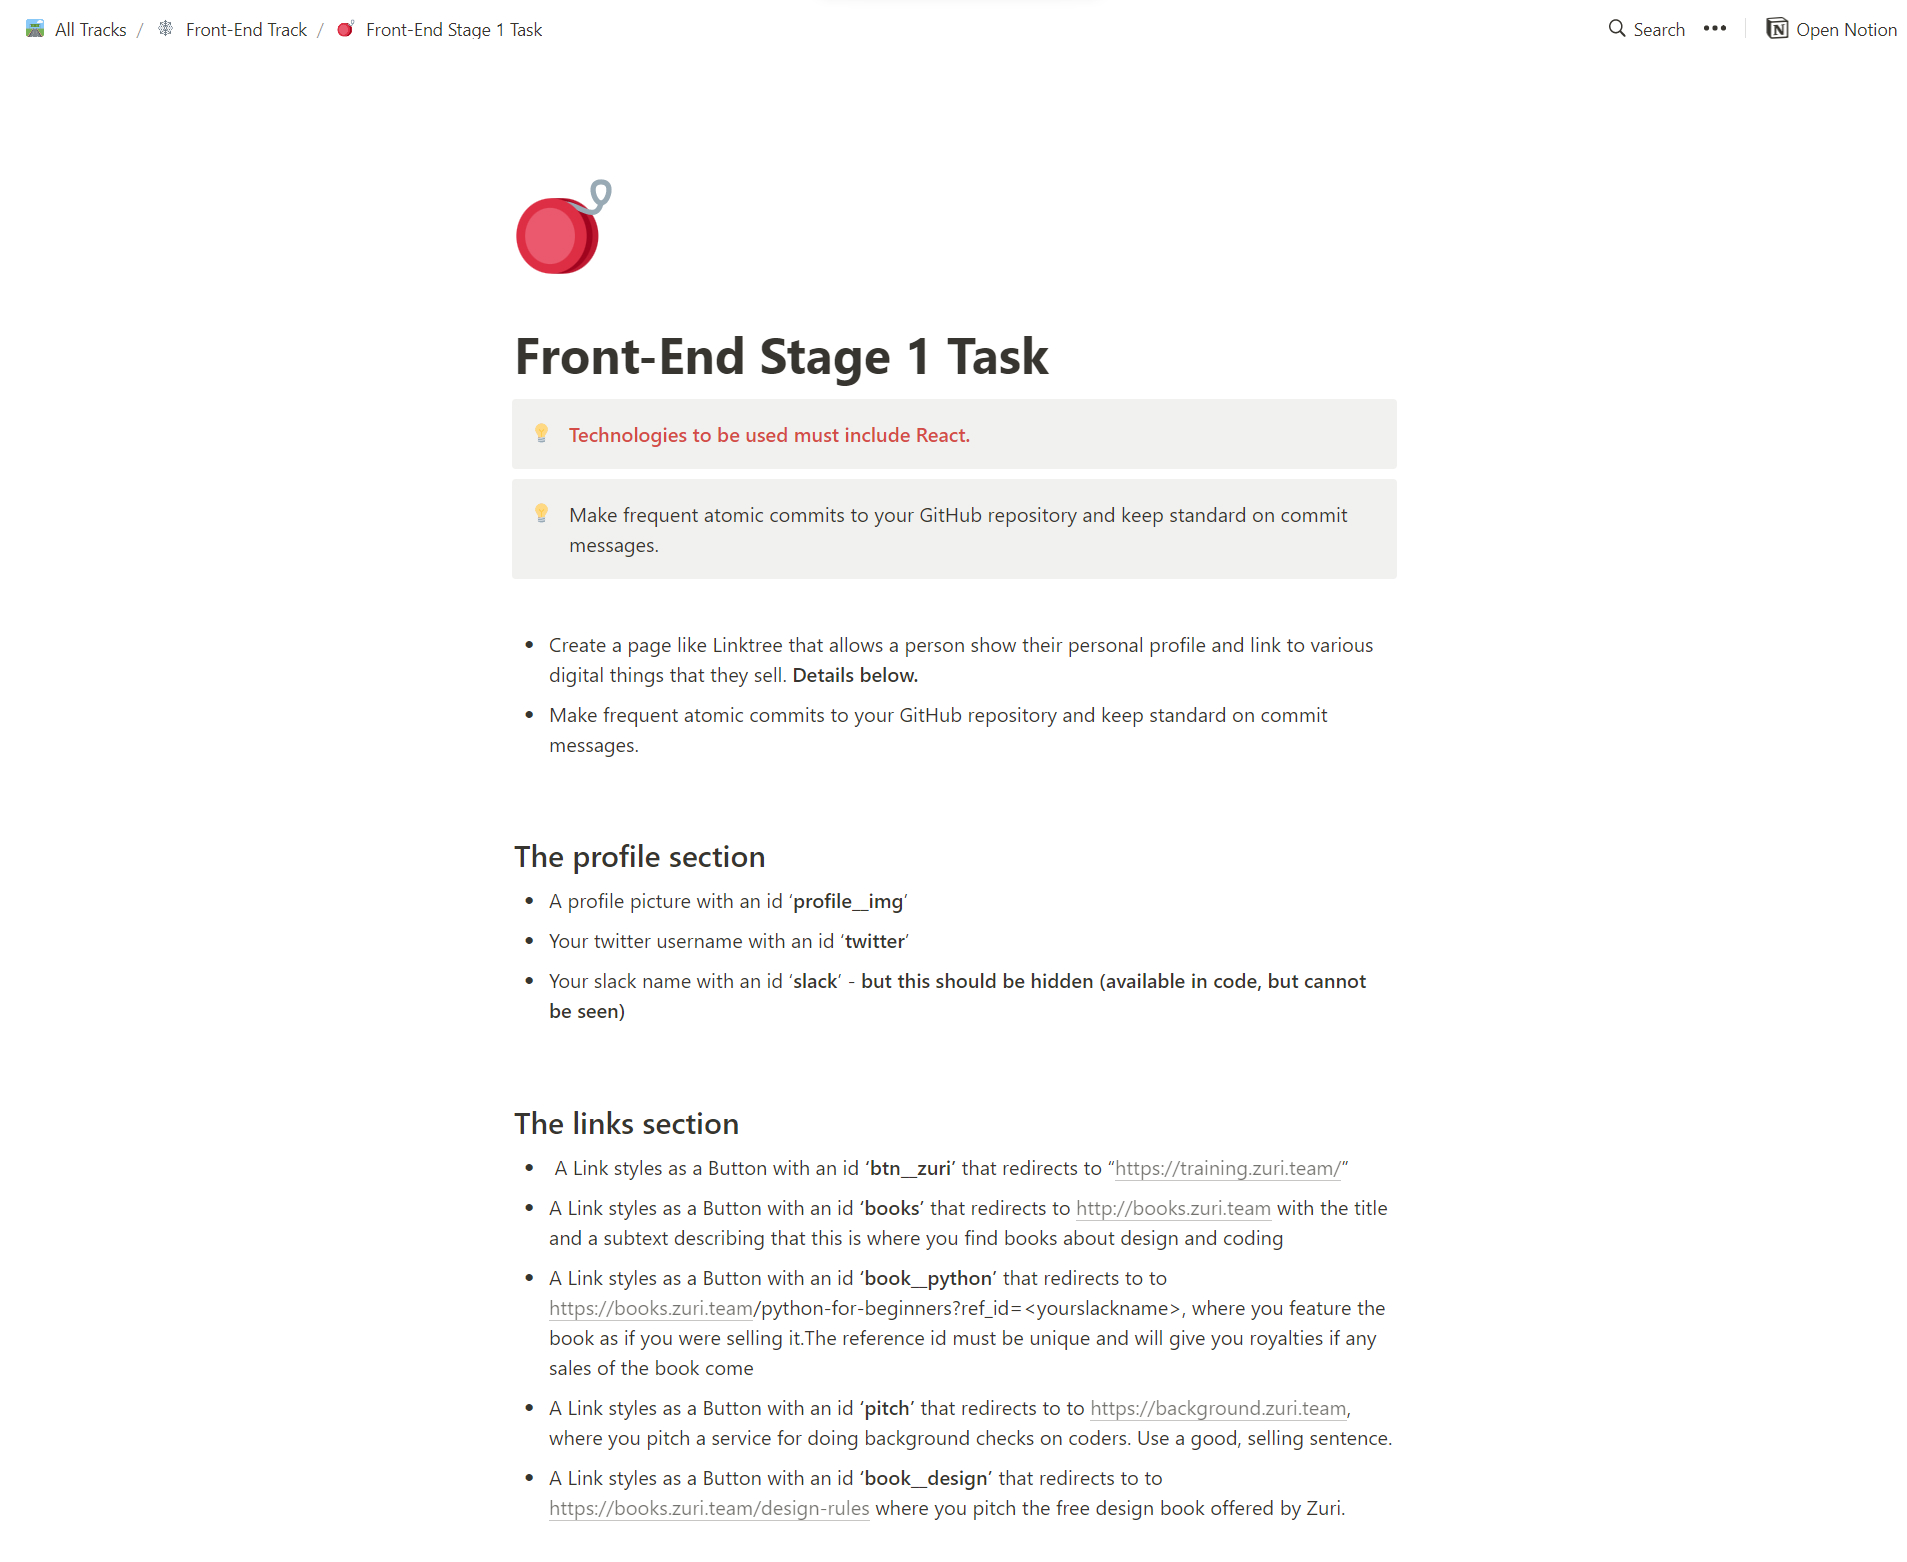 All Tracks / Front-End Track / Front-End Stage 1 Task
Search ••• Open Notion
Front-End Stage 1 Task
Technologies to be used must include React.
Make frequent atomic commits to your GitHub repository and keep standard on commit
messages.
• Create a page like Linktree that allows a person show their personal profile and link to various
digital things that they sell. Details below.
• Make frequent atomic commits to your GitHub repository and keep standard on commit
messages.
The profile section
• A profile picture with an id ‘profile__img’
• Your twitter username with an id ‘twitter’
• Your slack name with an id ‘slack’ - but this should be hidden (available in code, but cannot
be seen)
The links section
• A Link styles as a Button with an id ‘btn__zuri’ that redirects to “https://training.zuri.team/”
• A Link styles as a Button with an id ‘books’ that redirects to http://books.zuri.team with the title
and a subtext describing that this is where you find books about design and coding
• A Link styles as a Button with an id ‘book__python’ that redirects to to
https://books.zuri.team/python-for-beginners?ref_id=<yourslackname>, where you feature the
book as if you were selling it.The reference id must be unique and will give you royalties if any
sales of the book come
• A Link styles as a Button with an id ‘pitch’ that redirects to to https://background.zuri.team,
where you pitch a service for doing background checks on coders. Use a good, selling sentence.
• A Link styles as a Button with an id ‘book__design’ that redirects to to
https://books.zuri.team/design-rules where you pitch the free design book offered by Zuri.